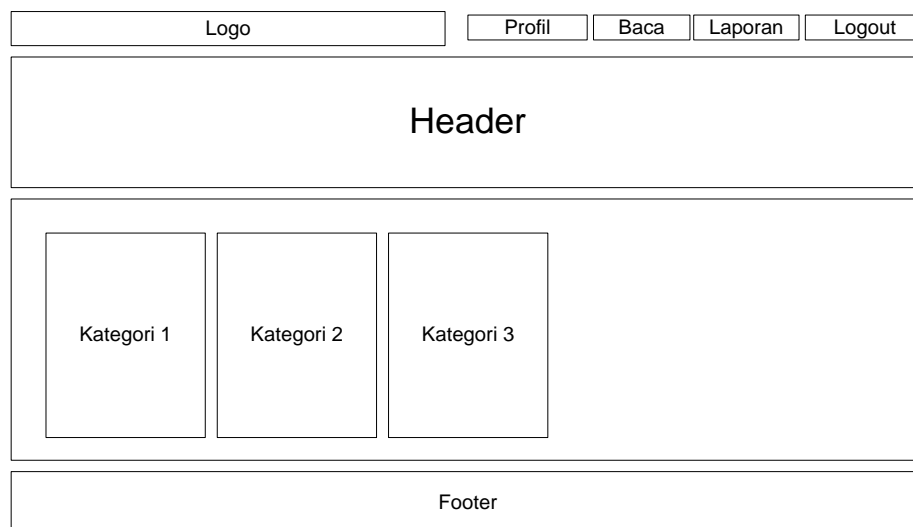 Logo
Profil
Baca
Laporan
Logout
Header
Kategori 1
Kategori 2
Kategori 3
Footer